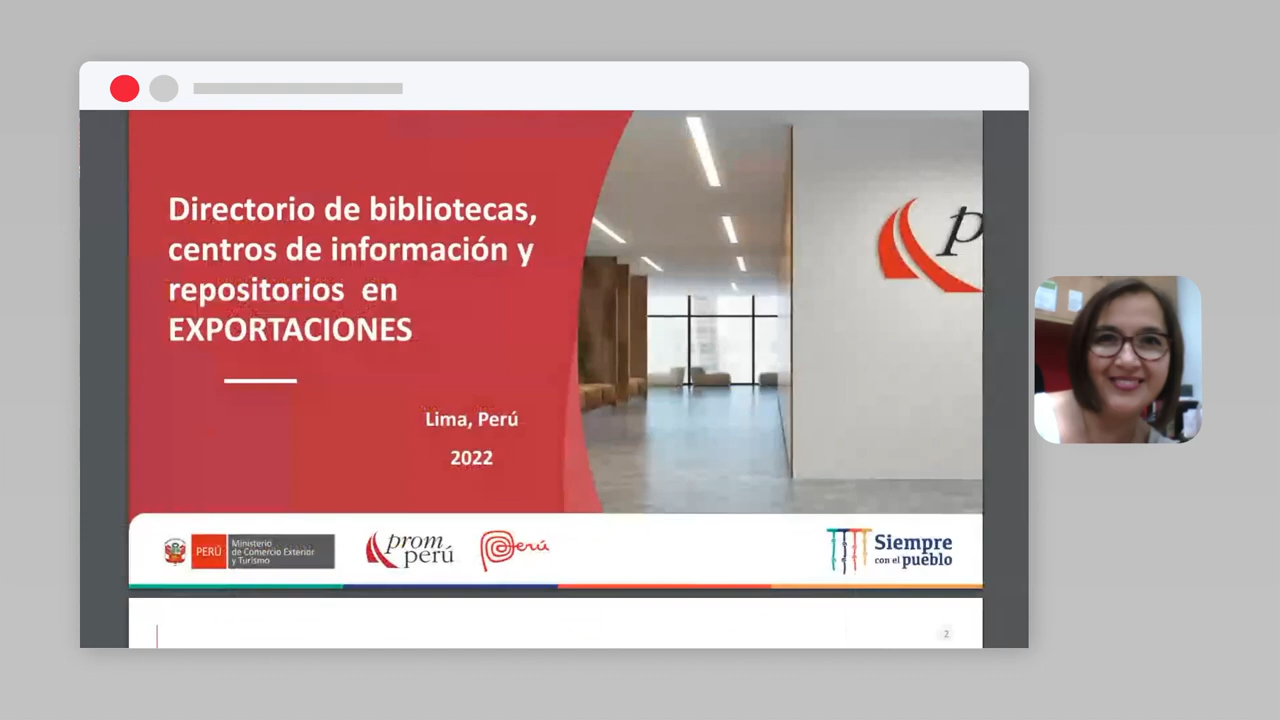 Directorio de bibliotecas,
centros de información y
repositorios en
EXPORTACIONES
Lima, Perú
2022
p
PERÚ
Ministerio
de Comercio Exterior
y Turismo
prom
perú
Perú
Siempre
con el pueblo
2